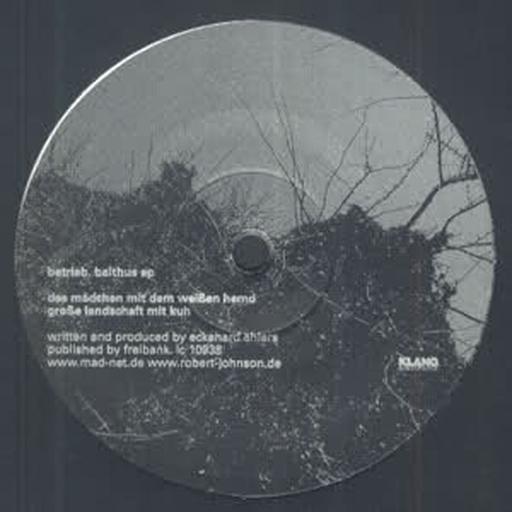 betrieb. balthus ep
das mädchen mit dem weißen hemd
große landschaft mit kuh
written and produced by eckehard ehlers
published by freibank. lc 10938
www.mad-net.de www.robert-johnson.de
KLANG